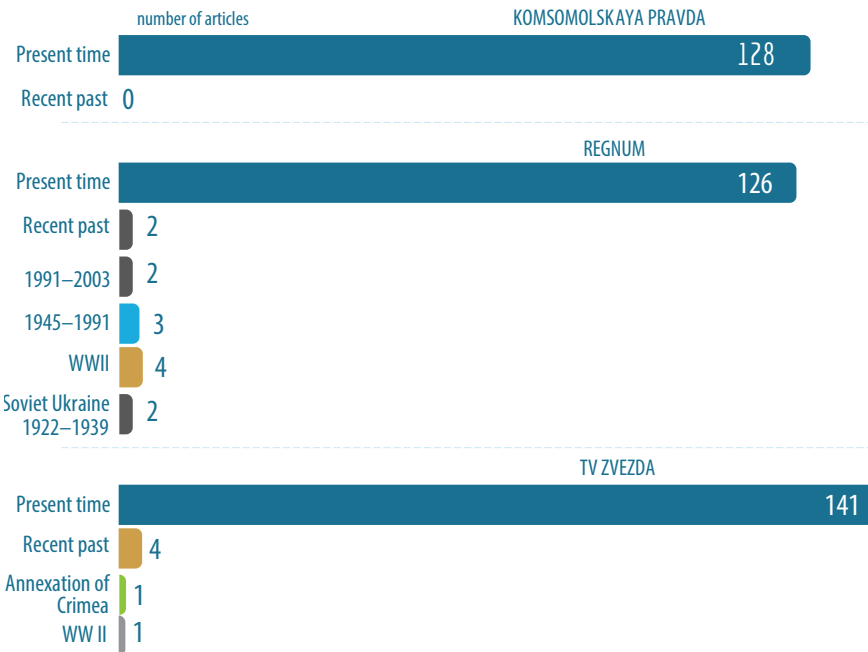 number of articles KOMSOMOLSKAYA PRAVDA
Present time 128
Recent past 0
REGNUM
Present time 126
Recent past 2
1991–2003 2
1945–1991 3
WWII 4
Soviet Ukraine
1922–1939 2
TV ZVEZDA
Present time 141
Recent past 4
Annexation of
Crimea 1
WW II 1